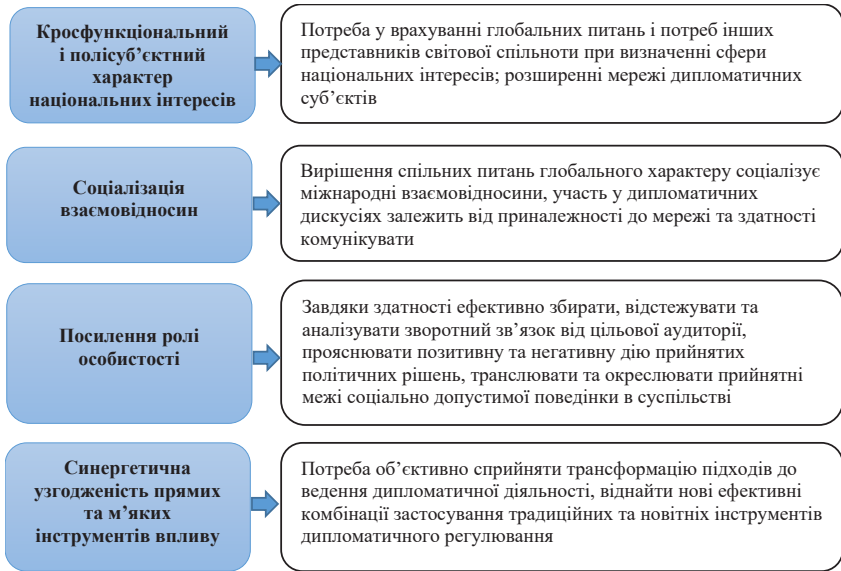 Кросфункціональний
і полісуб’єктний
характер
національних інтересів
Потреба у врахуванні глобальних питань і потреб інших
представників світової спільноти при визначенні сфери
національних інтересів; розширенні мережі дипломатичних
суб’єктів
Соціалізація
взаємовідносин
Вирішення спільних питань глобального характеру соціалізує
міжнародні взаємовідносини, участь у дипломатичних
дискусіях залежить від приналежності до мережі та здатності
комунікувати
Посилення ролі
особистості
Завдяки здатності ефективно збирати, відстежувати та
аналізувати зворотний зв’язок від цільової аудиторії,
прояснювати позитивну та негативну дію прийнятих
політичних рішень, транслювати та окреслювати прийнятні
межі соціально допустимої поведінки в суспільстві
Синергетична
узгодженість прямих
та м’яких
інструментів впливу
Потреба об’єктивно сприйняти трансформацію підходів до
ведення дипломатичної діяльності, віднайти нові ефективні
комбінації застосування традиційних та новітніх інструментів
дипломатичного регулювання